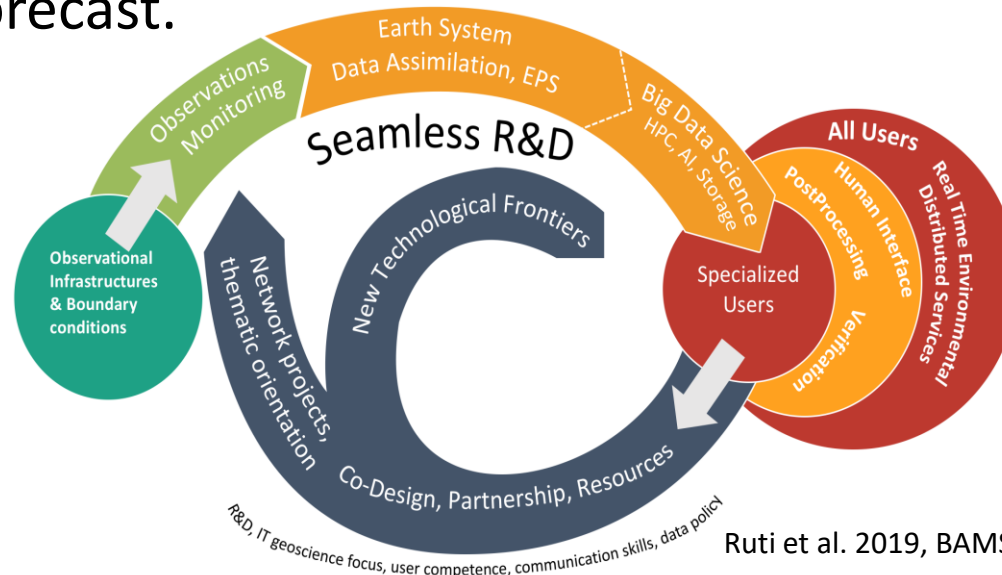 orecast.
Earth System
Data Assimilation, EPS
Observations
Monitoring
Big Data Science
HPC, AI, Storage
Seamless R&D
All Users
Real Time Environmental
Distributed Services
Human Interface
PostProcessing
Verification
Specialized
Users
Observational
Infrastructures
& Boundary
conditions
New Technological Frontiers
Network projects,
thematic orientation
Co-Design, Partnership, Resources
R&D, IT geoscience focus, user competence, communication skills, data policy
Ruti et al. 2019, BAMS